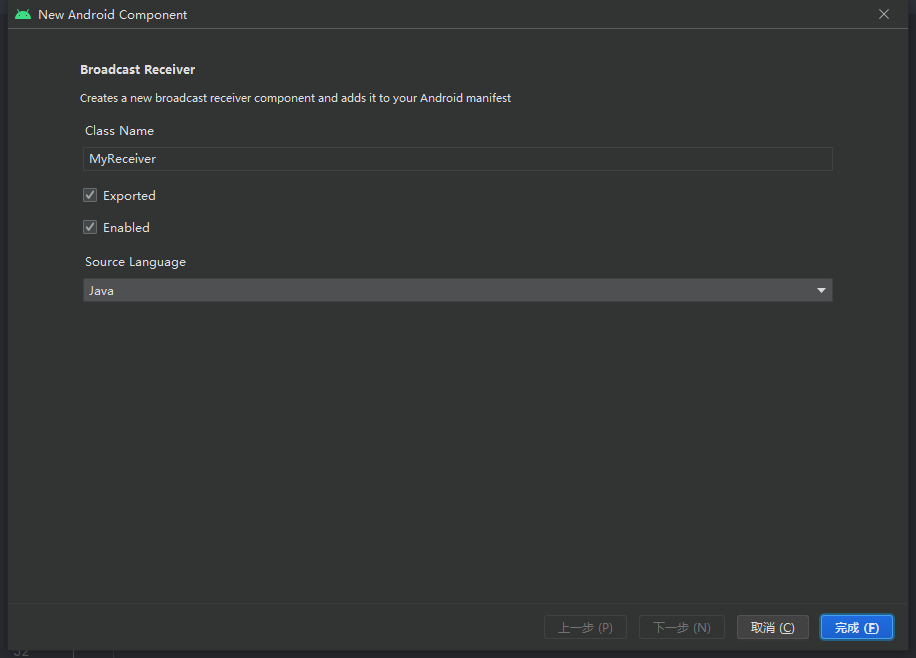 New Android Component
Broadcast Receiver
Creates a new broadcast receiver component and adds it to your Android manifest
Class Name
MyReceiver
Exported
Enabled
Source Language
Java
上一步 (P)
下一步 (N)
取消 (C)
完成 (F)